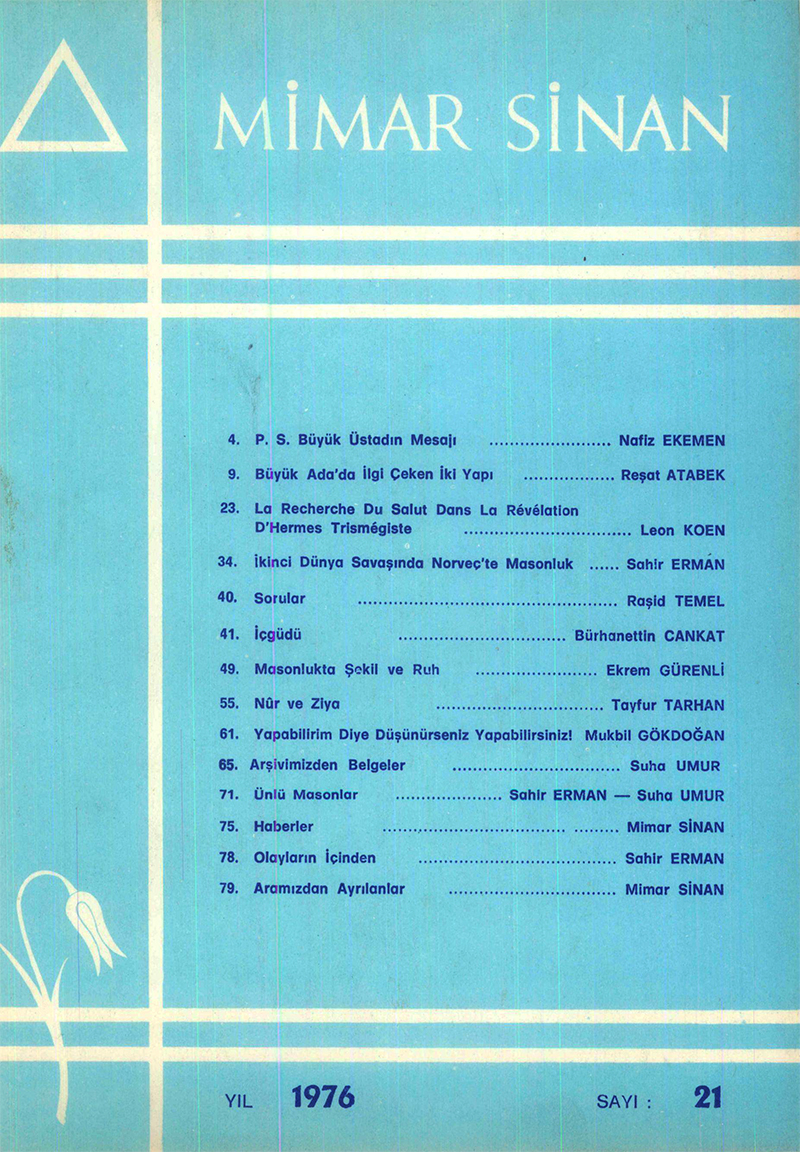 MİMAR SİNAN
4. P. S. Büyük Üstadın Mesajı ........................ Nafiz EKEMEN
9. Büyük Ada'da İlgi Çeken İki Yapı .................. Reşat ATABEK
23. La Recherche Du Salut Dans La Révélation
D'Hermes Trismégiste ................................. Leon KOEN
34. İkinci Dünya Savaşında Norveç'te Masonluk ...... Sahir ERMAN
40. Sorular ................................................... Raşid TEMEL
41. İçgüdü ................................. Bürhanettin CANKAT
49. Masonlukta Şekil ve Ruh ........................ Ekrem GÜRENLİ
55. Nûr ve Ziya ................................. Tayfur TARHAN
61. Yapabilirim Diye Düşünürseniz Yapabilirsiniz! Mukbil GÖKDOĞAN
65. Arşivimizden Belgeler ................................. Suha UMUR
71. Ünlü Masonlar ..................... Sahir ERMAN — Suha UMUR
75. Haberler .................................... ......... Mimar SİNAN
78. Olayların İçinden ....................................... Sahir ERMAN
79. Aramızdan Ayrılanlar ................................. Mimar SİNAN
YIL 1976 SAYI : 21